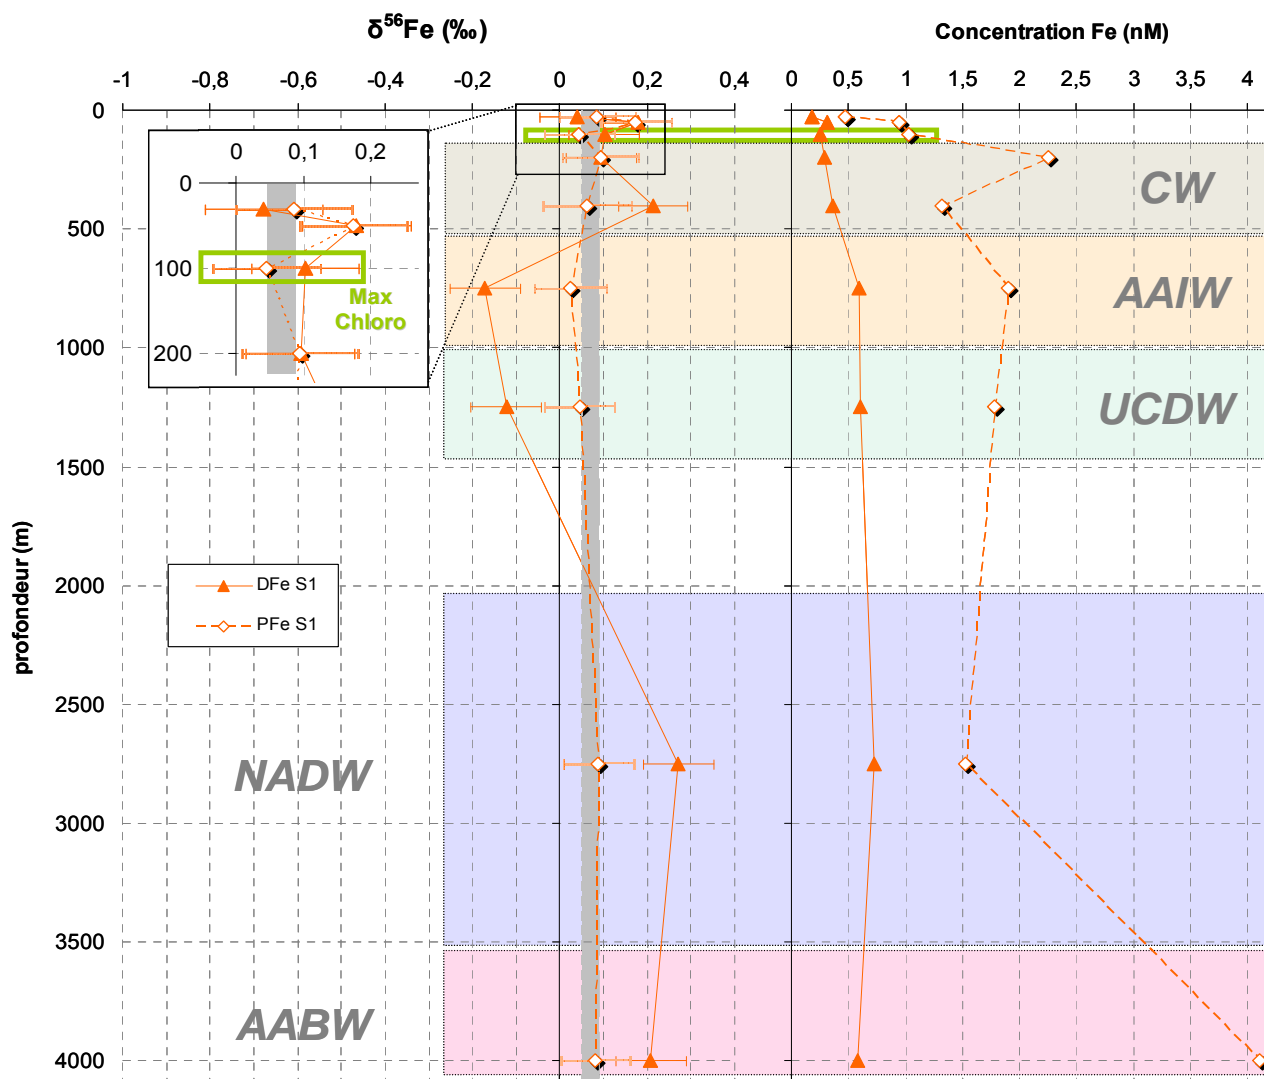 δ56Fe (‰)
Concentration Fe (nM)
-1 -0,8 -0,6 -0,4 -0,2 0 0,2 0,4
0 0,5 1 1,5 2 2,5 3 3,5 4
0
500
1000
1500
2000
2500
3000
3500
4000
profondeur (m)
0 0,1 0,2
0
100
200
Max
Chloro
CW
AAIW
UCDW
NADW
AABW
DFe S1
PFe S1